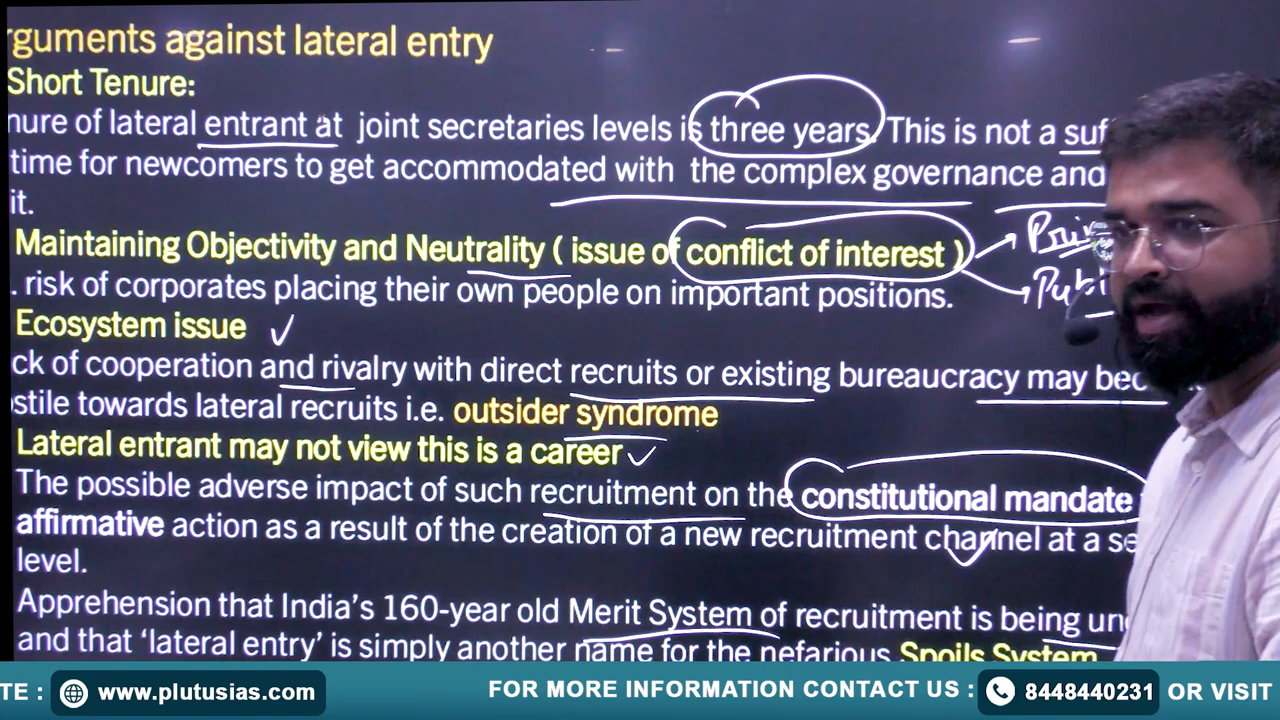 rguments against lateral entry
Short Tenure:
nure of lateral entrant at joint secretaries levels is three years. This is not a suf
time for newcomers to get accommodated with the complex governance and
it.
Maintaining Objectivity and Neutrality ( issue of conflict of interest )
Pri
Publ
. risk of corporates placing their own people on important positions.
Ecosystem issue
ck of cooperation and rivalry with direct recruits or existing bureaucracy may bec
ostile towards lateral recruits i.e. outsider syndrome
Lateral entrant may not view this is a career
The possible adverse impact of such recruitment on the constitutional mandate
affirmative action as a result of the creation of a new recruitment channel at a se
level.
Apprehension that India's 160-year old Merit System of recruitment is being un
and that 'lateral entry' is simply another name for the nefarious Spoils System
TE : www.plutusias.com FOR MORE INFORMATION CONTACT US : 8448440231 OR VISIT